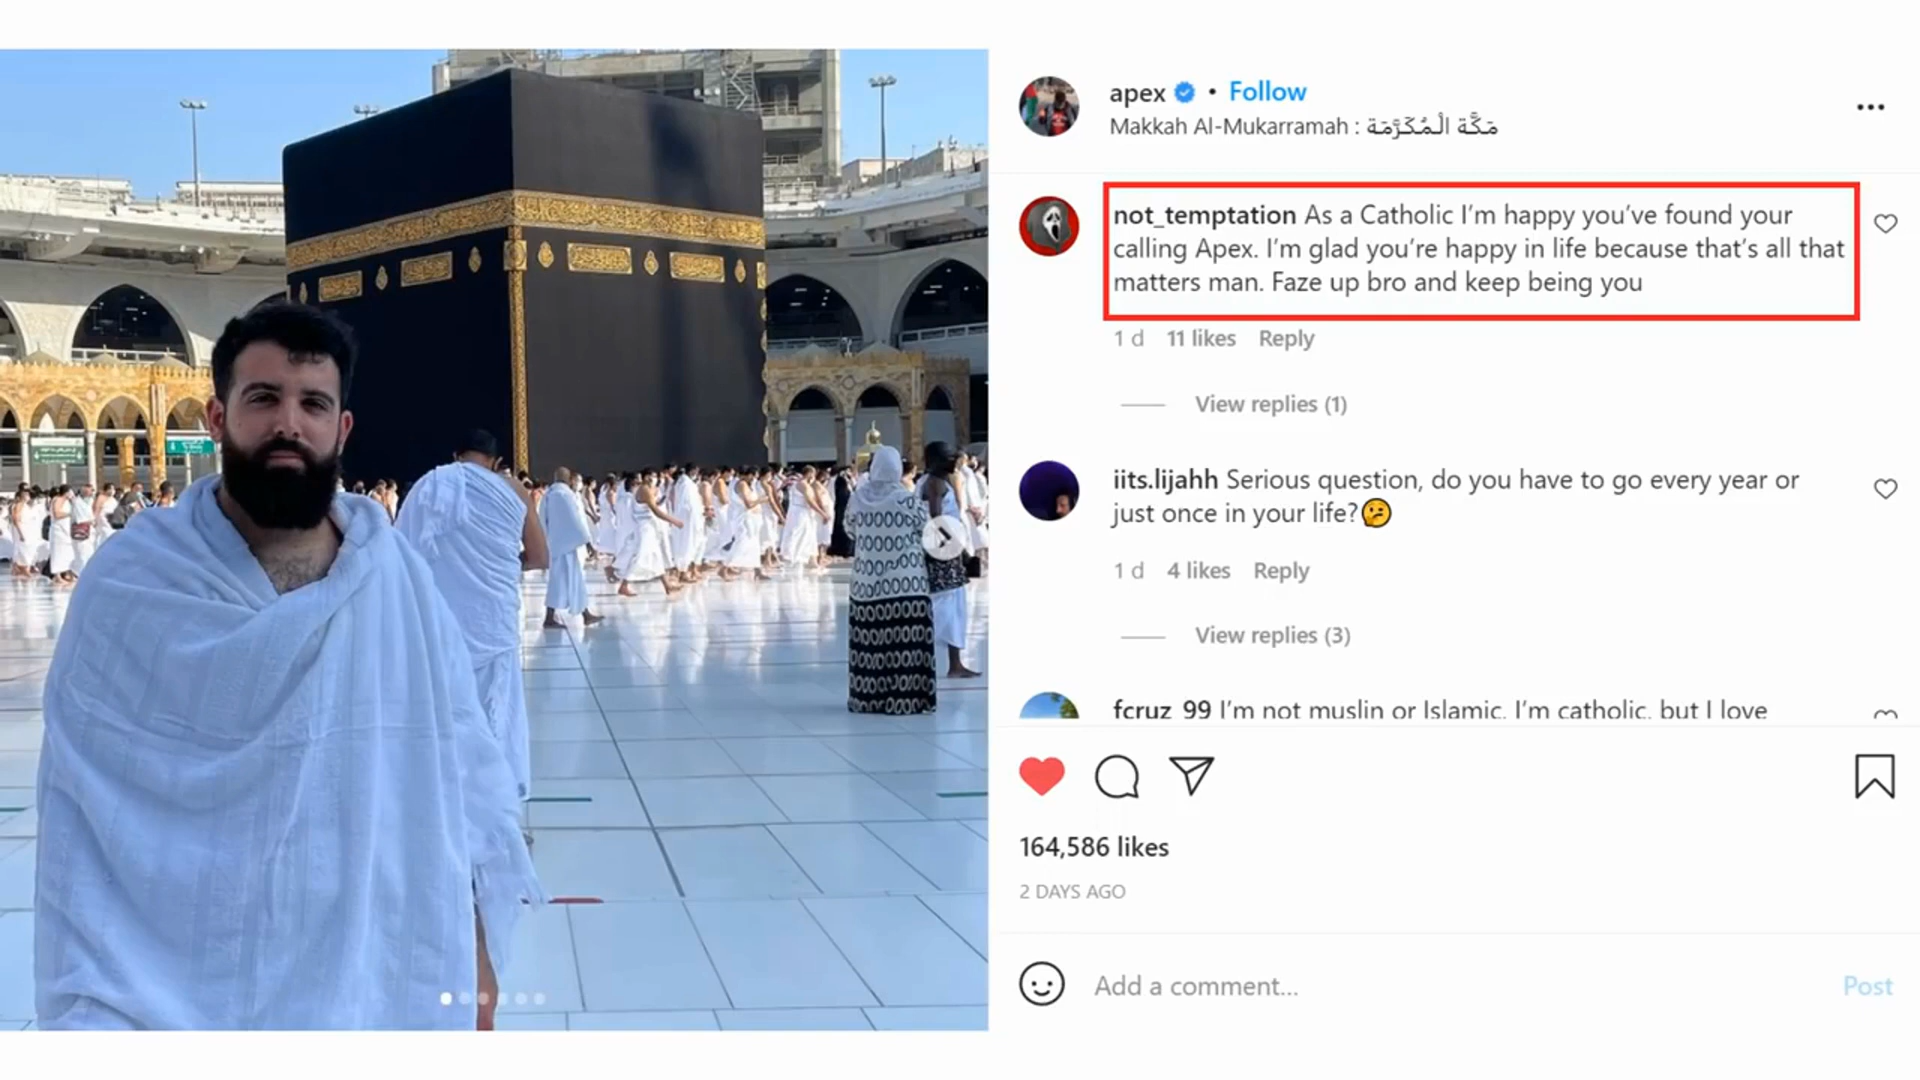 apex • Follow
Makkah Al-Mukarramah : مَكَّة الْمُكَرَّمَة
not_temptation As a Catholic I’m happy you’ve found your
calling Apex. I’m glad you’re happy in life because that’s all that
matters man. Faze up bro and keep being you
1 d 11 likes Reply
View replies (1)
iits.lijahh Serious question, do you have to go every year or
just once in your life?🤔
1 d 4 likes Reply
View replies (3)
fcruz_99 I’m not muslin or Islamic. I’m catholic. but I love
164,586 likes
2 DAYS AGO
Add a comment...
Post